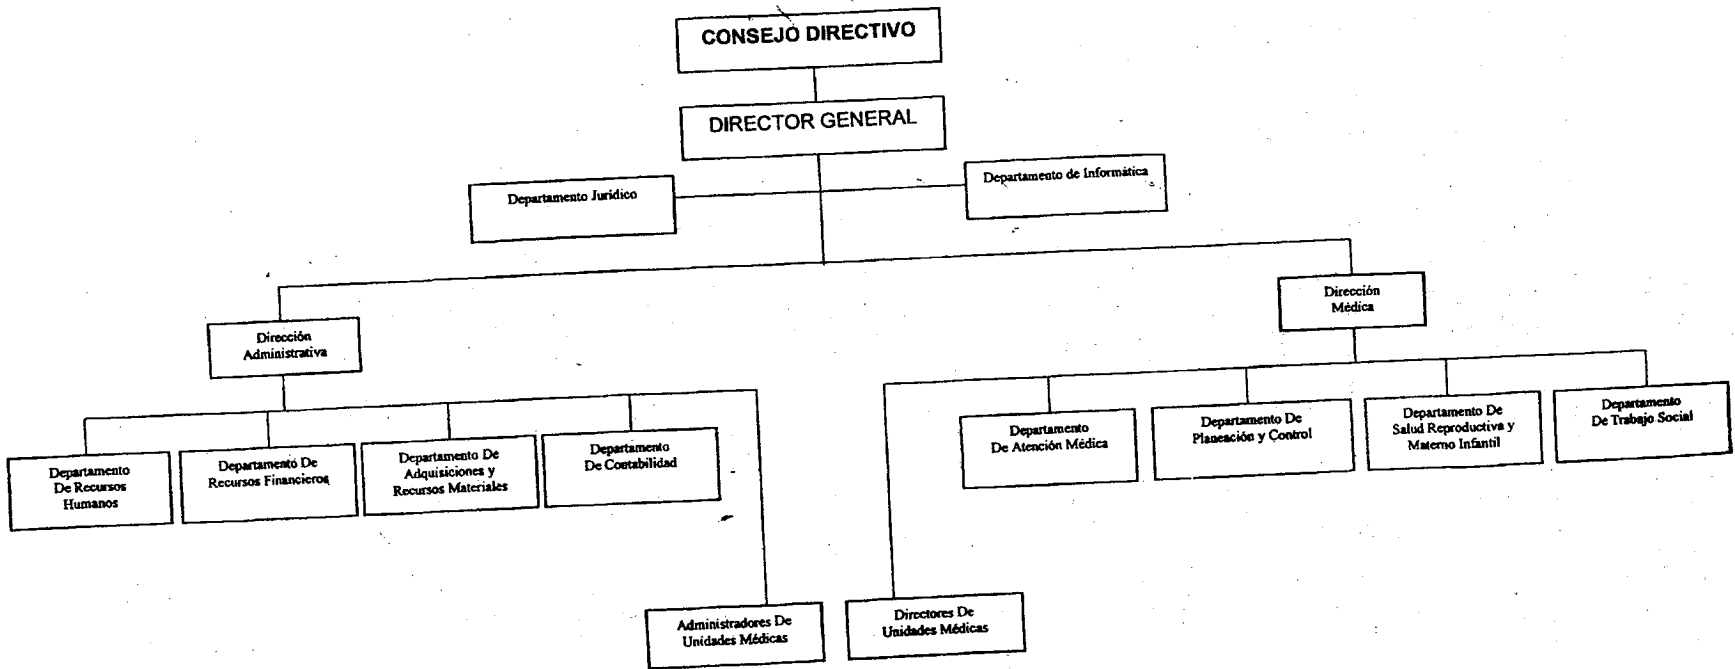 CONSEJO DIRECTIVO
DIRECTOR GENERAL
Departamento Jurídico
Departamento de Informática
Dirección
Administrativa
Dirección
Médica
Departamento
De Recursos
Humanos
Departamento De
Recursos Financieros
Departamento De
Adquisiciones y
Recursos Materiales
Departamento
De Contabilidad
Departamento
De Atención Médica
Departamento De
Planeación y Control
Departamento De
Salud Reproductiva y
Materno Infantil
Departamento
De Trabajo Social
Administradores De
Unidades Médicas
Directores De
Unidades Médicas